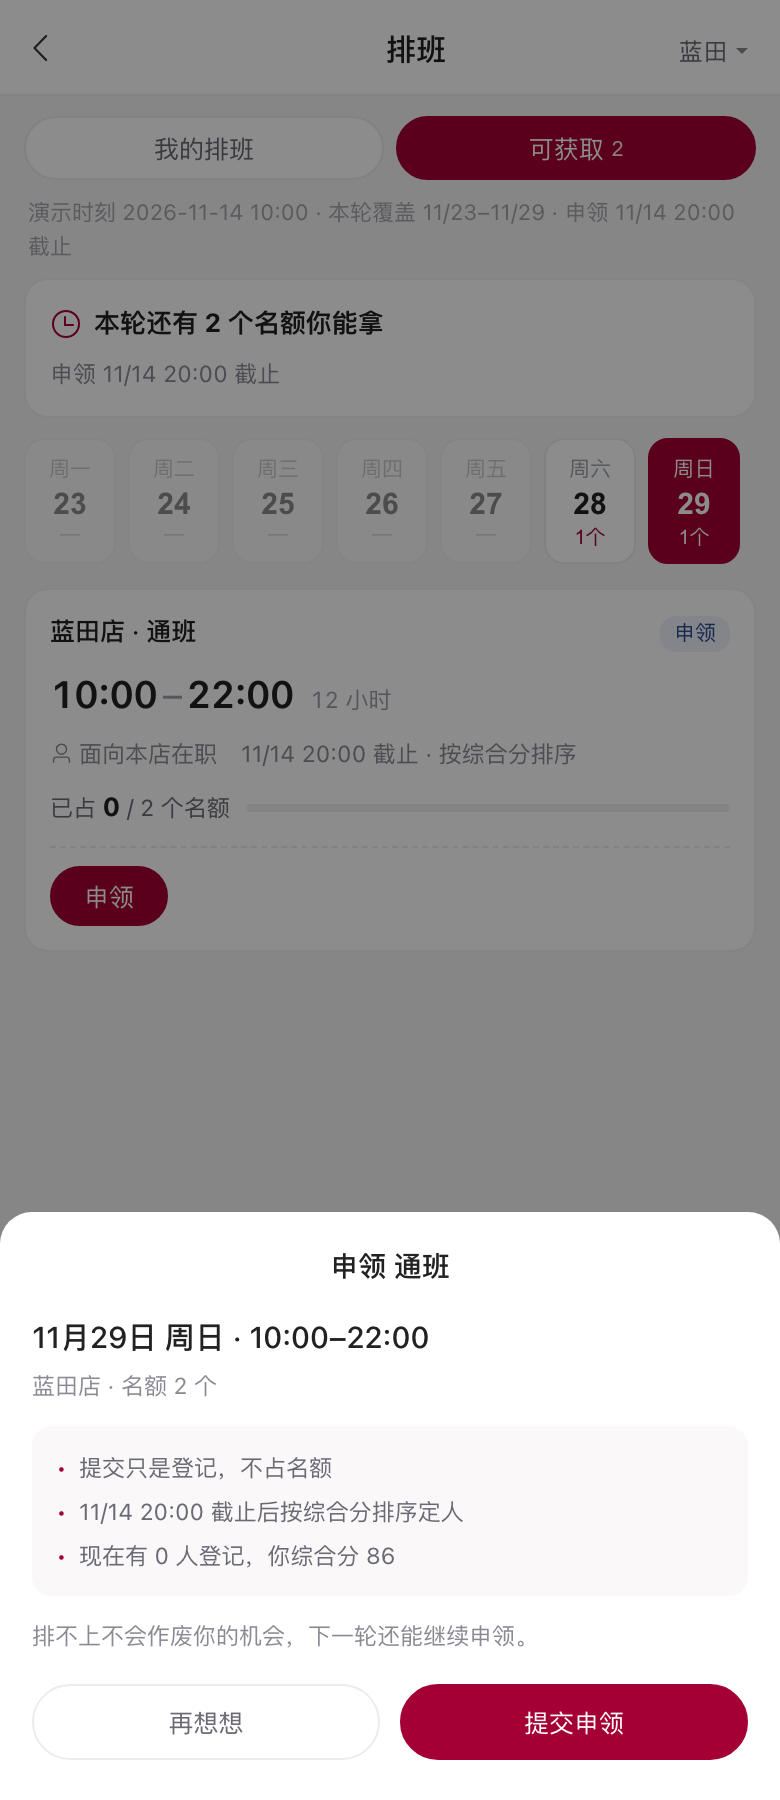 排班
蓝田
我的排班
可获取 2
演示时刻 2026-11-14 10:00 · 本轮覆盖 11/23–11/29 · 申领 11/14 20:00
截止
本轮还有 2 个名额你能拿
申领 11/14 20:00 截止
周一 周二 周三 周四 周五 周六 周日
23 24 25 26 27 28 29
— — — — — 1个 1个
蓝田店 · 通班
申领
10:00–22:00 12 小时
面向本店在职 11/14 20:00 截止 · 按综合分排序
已占 0 / 2 个名额
申领
申领 通班
11月29日 周日 · 10:00–22:00
蓝田店 · 名额 2 个
• 提交只是登记，不占名额
• 11/14 20:00 截止后按综合分排序定人
• 现在有 0 人登记，你综合分 86
排不上不会作废你的机会，下一轮还能继续申领。
再想想
提交申领